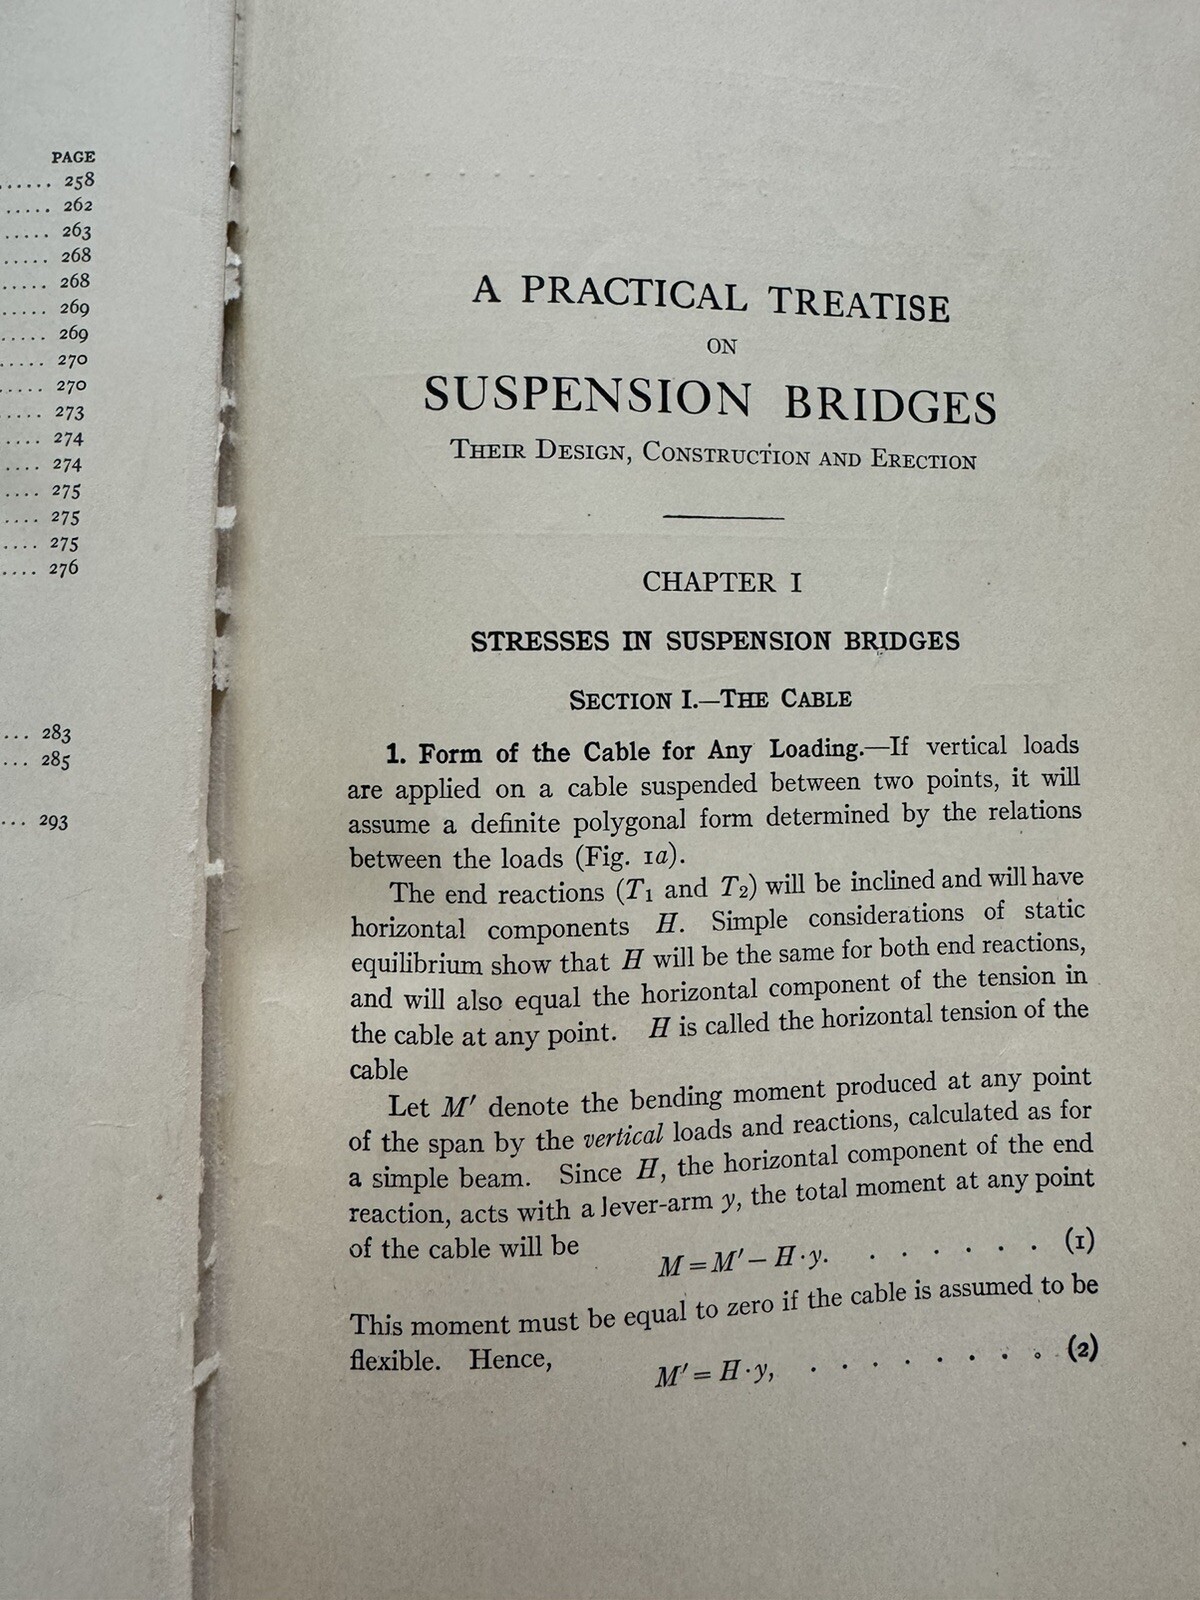 PAGE
...... 258
..... 262
..... 263
..... 268
..... 268
..... 269
..... 269
..... 270
..... 270
.... 273
.... 274
.... 274
.... 275
.... 275
.... 275
.... 276
... 283
... 285
... 293
A PRACTICAL TREATISE
ON
SUSPENSION BRIDGES
THEIR DESIGN, CONSTRUCTION AND ERECTION
CHAPTER I
STRESSES IN SUSPENSION BRIDGES
SECTION I.—THE CABLE
1. Form of the Cable for Any Loading.—If vertical loads
are applied on a cable suspended between two points, it will
assume a definite polygonal form determined by the relations
between the loads (Fig. 1a).
The end reactions (T₁ and T₂) will be inclined and will have
horizontal components H. Simple considerations of static
equilibrium show that H will be the same for both end reactions,
and will also equal the horizontal component of the tension in
the cable at any point. H is called the horizontal tension of the
cable
Let M′ denote the bending moment produced at any point
of the span by the vertical loads and reactions, calculated as for
a simple beam. Since H, the horizontal component of the end
reaction, acts with a lever-arm y, the total moment at any point
of the cable will be
M=M′−H·y. . . . . . . . (1)
This moment must be equal to zero if the cable is assumed to be
flexible. Hence,
M′=H·y, . . . . . . . . (2)